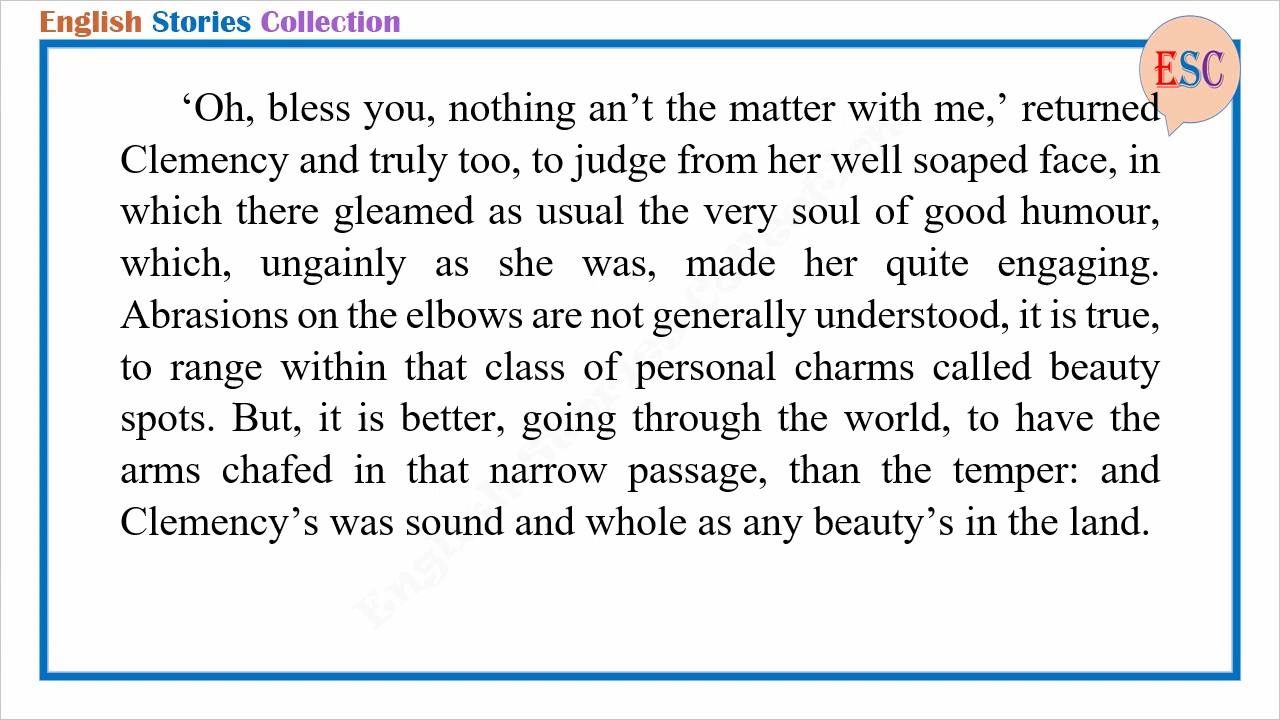 English Stories Collection
ESC
‘Oh, bless you, nothing an’t the matter with me,’ returned
Clemency and truly too, to judge from her well soaped face, in
which there gleamed as usual the very soul of good humour,
which, ungainly as she was, made her quite engaging.
Abrasions on the elbows are not generally understood, it is true,
to range within that class of personal charms called beauty
spots. But, it is better, going through the world, to have the
arms chafed in that narrow passage, than the temper: and
Clemency’s was sound and whole as any beauty’s in the land.